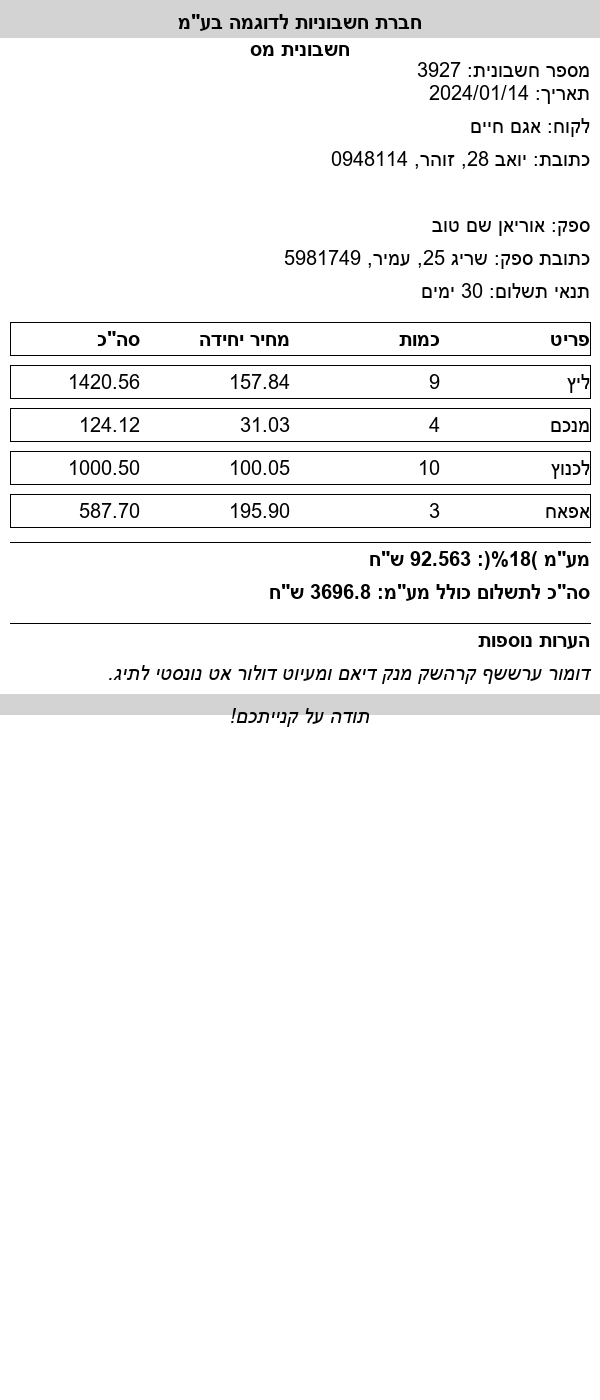 חברת חשבוניות לדוגמה בע"מ
חשבונית מס
מספר חשבונית: 3927
תאריך: 2024/01/14
לקוח: אגם חיים
כתובת: יואב 28, זוהר, 0948114
ספק: אוריאן שם טוב
כתובת ספק: שריג 25, עמיר, 5981749
תנאי תשלום: 30 ימים
פריט כמות מחיר יחידה סה"כ
ליץ 9 157.84 1420.56
מנכם 4 31.03 124.12
לכנוץ 10 100.05 1000.50
אפאח 3 195.90 587.70
מע"מ )18%(: 92.563 ש"ח
סה"כ לתשלום כולל מע"מ: 3696.8 ש"ח
הערות נוספות
דומור ערששף קרהשק מנק דיאם ומעיוט דולור אט נונסטי לתיג.
תודה על קנייתכם!